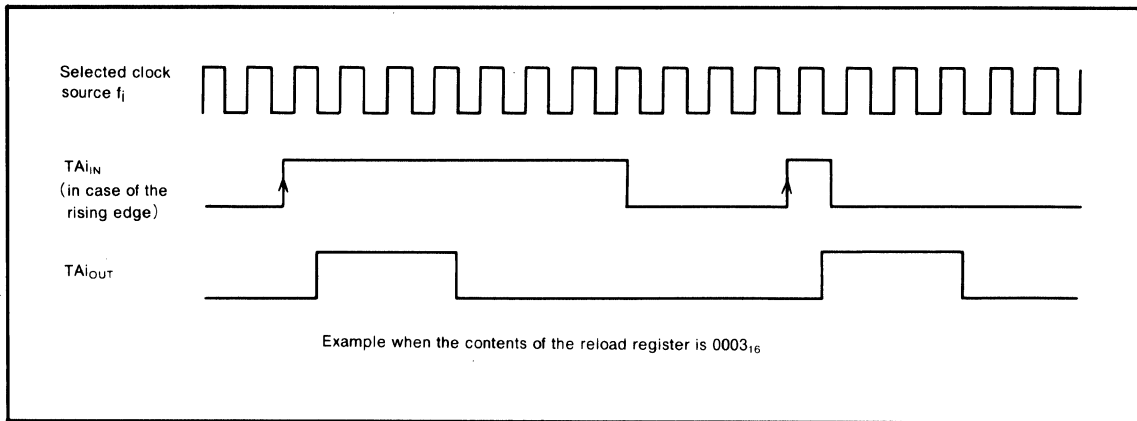 Selected clock
source fi
TAiIN
(in case of the
rising edge)
TAiOUT
Example when the contents of the reload register is 000316